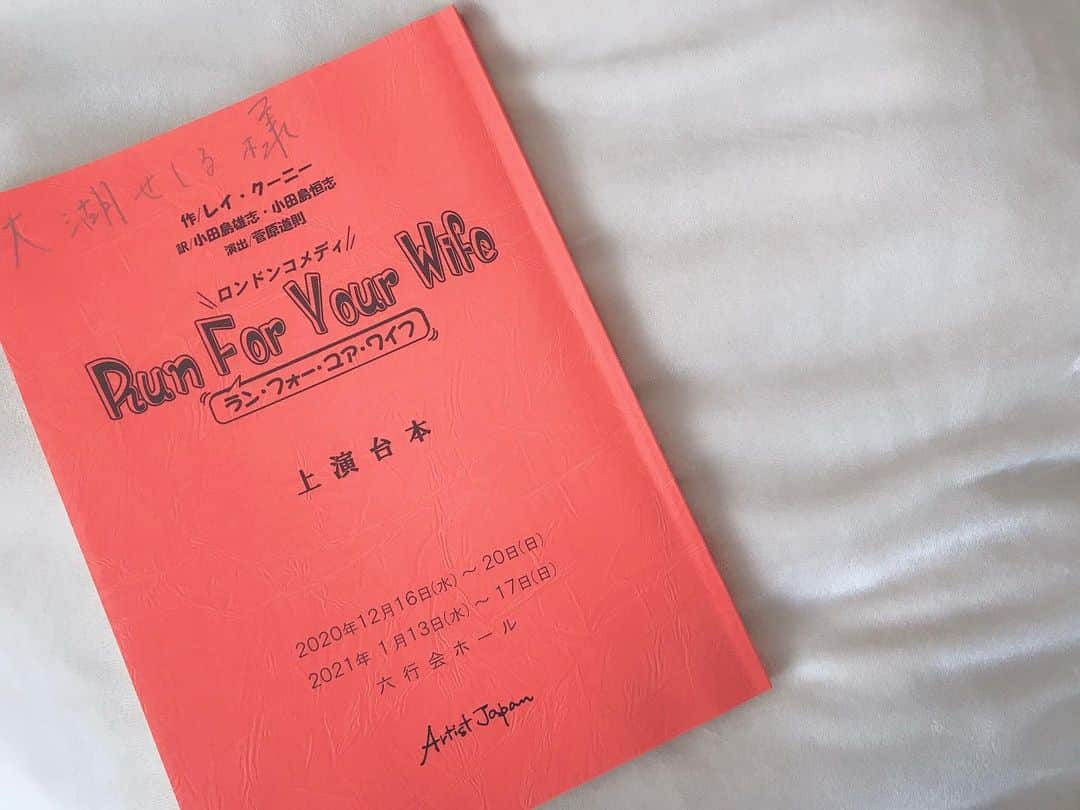 大湖せしる様
作/レイ・クーニー
訳/小田島雄志・小田島恒志
演出/菅原道則
\\ロンドンコメディ//
Run For Your Wife
ラン・フォー・ユア・ワイフ
上演台本
2020年12月16日(水)～20日(日)
2021年1月13日(水)～17日(日)
六行会ホール
Artist Japan